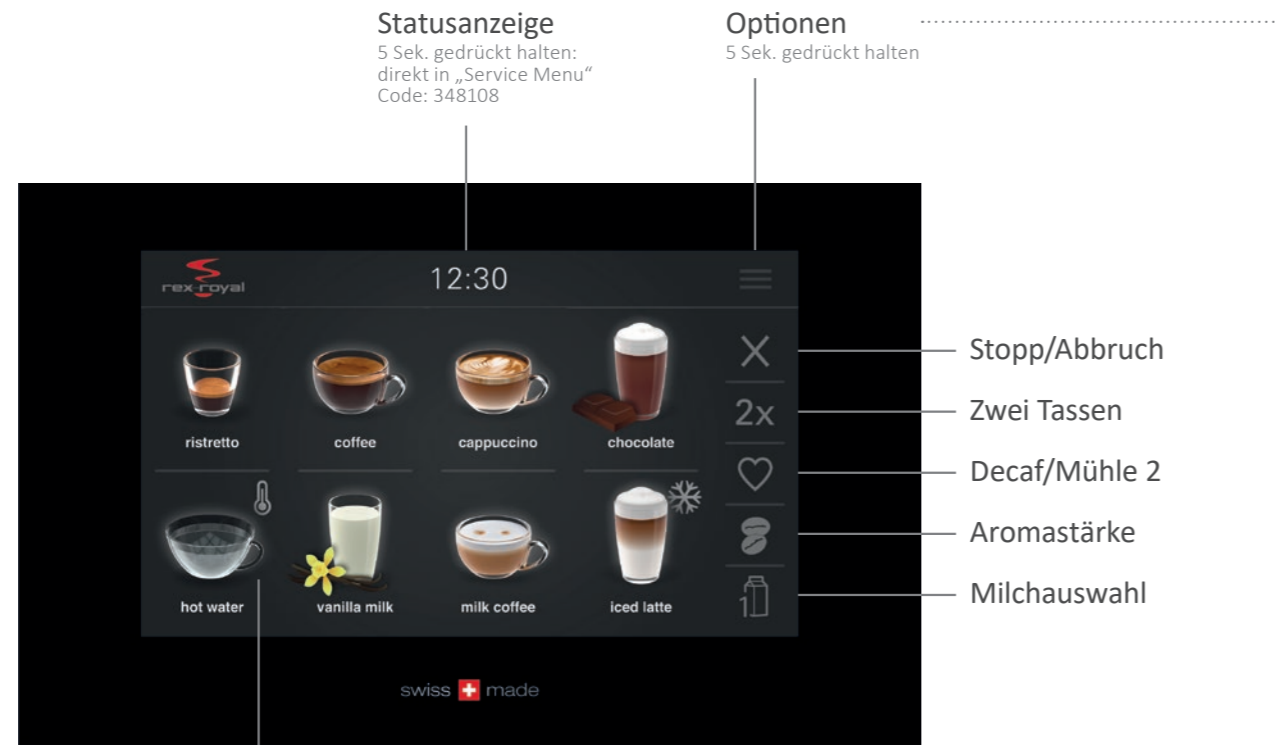 Statusanzeige
5 Sek. gedrückt halten:
direkt in „Service Menu“
Code: 348108
Optionen
5 Sek. gedrückt halten
rex-royal
12:30
ristretto
coffee
cappuccino
chocolate
2x
hot water
vanilla milk
milk coffee
iced latte
1
Stopp/Abbruch
Zwei Tassen
Decaf/Mühle 2
Aromastärke
Milchauswahl
swiss made